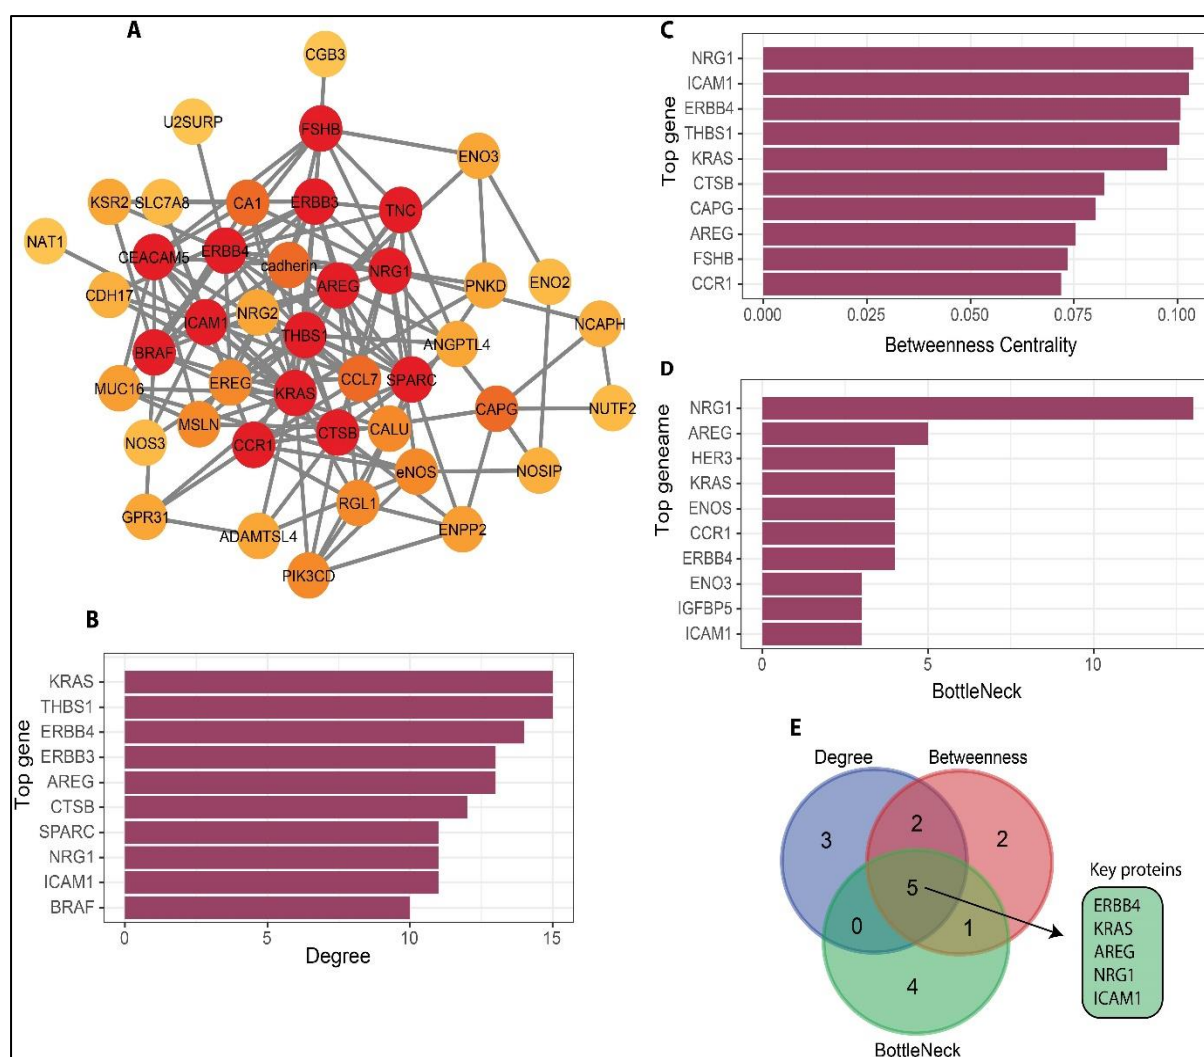 A
CGB3
U2SURP
FSHB
ENO3
KSR2
SLC7A8
CA1
ERBB3
TNC
NAT1
CEACAM5
ERBB4
cadherin
NRG1
CDH17
AREG
PNKD
ENO2
ICAM1
NRG2
THBS1
NCAPH
BRAF
ANGPTL4
MUC16
EREG
KRAS
CCL7
SPARC
CAPG
NUTF2
NOS3
MSLN
CCR1
CTSB
CALU
eNOS
NOSIP
GPR31
ADAMTSL4
RGL1
ENPP2
PIK3CD
B
Top gene
KRAS
THBS1
ERBB4
ERBB3
AREG
CTSB
SPARC
NRG1
ICAM1
BRAF
0 5 10 15
Degree
C
Top gene
NRG1
ICAM1
ERBB4
THBS1
KRAS
CTSB
CAPG
AREG
FSHB
CCR1
0.000 0.025 0.050 0.075 0.100
Betweenness Centrality
D
Top geneame
NRG1
AREG
HER3
KRAS
ENOS
CCR1
ERBB4
ENO3
IGFBP5
ICAM1
0 5 10
BottleNeck
E
Degree Betweenness
3 2 2
5
0 1
4
BottleNeck
Key proteins
ERBB4
KRAS
AREG
NRG1
ICAM1